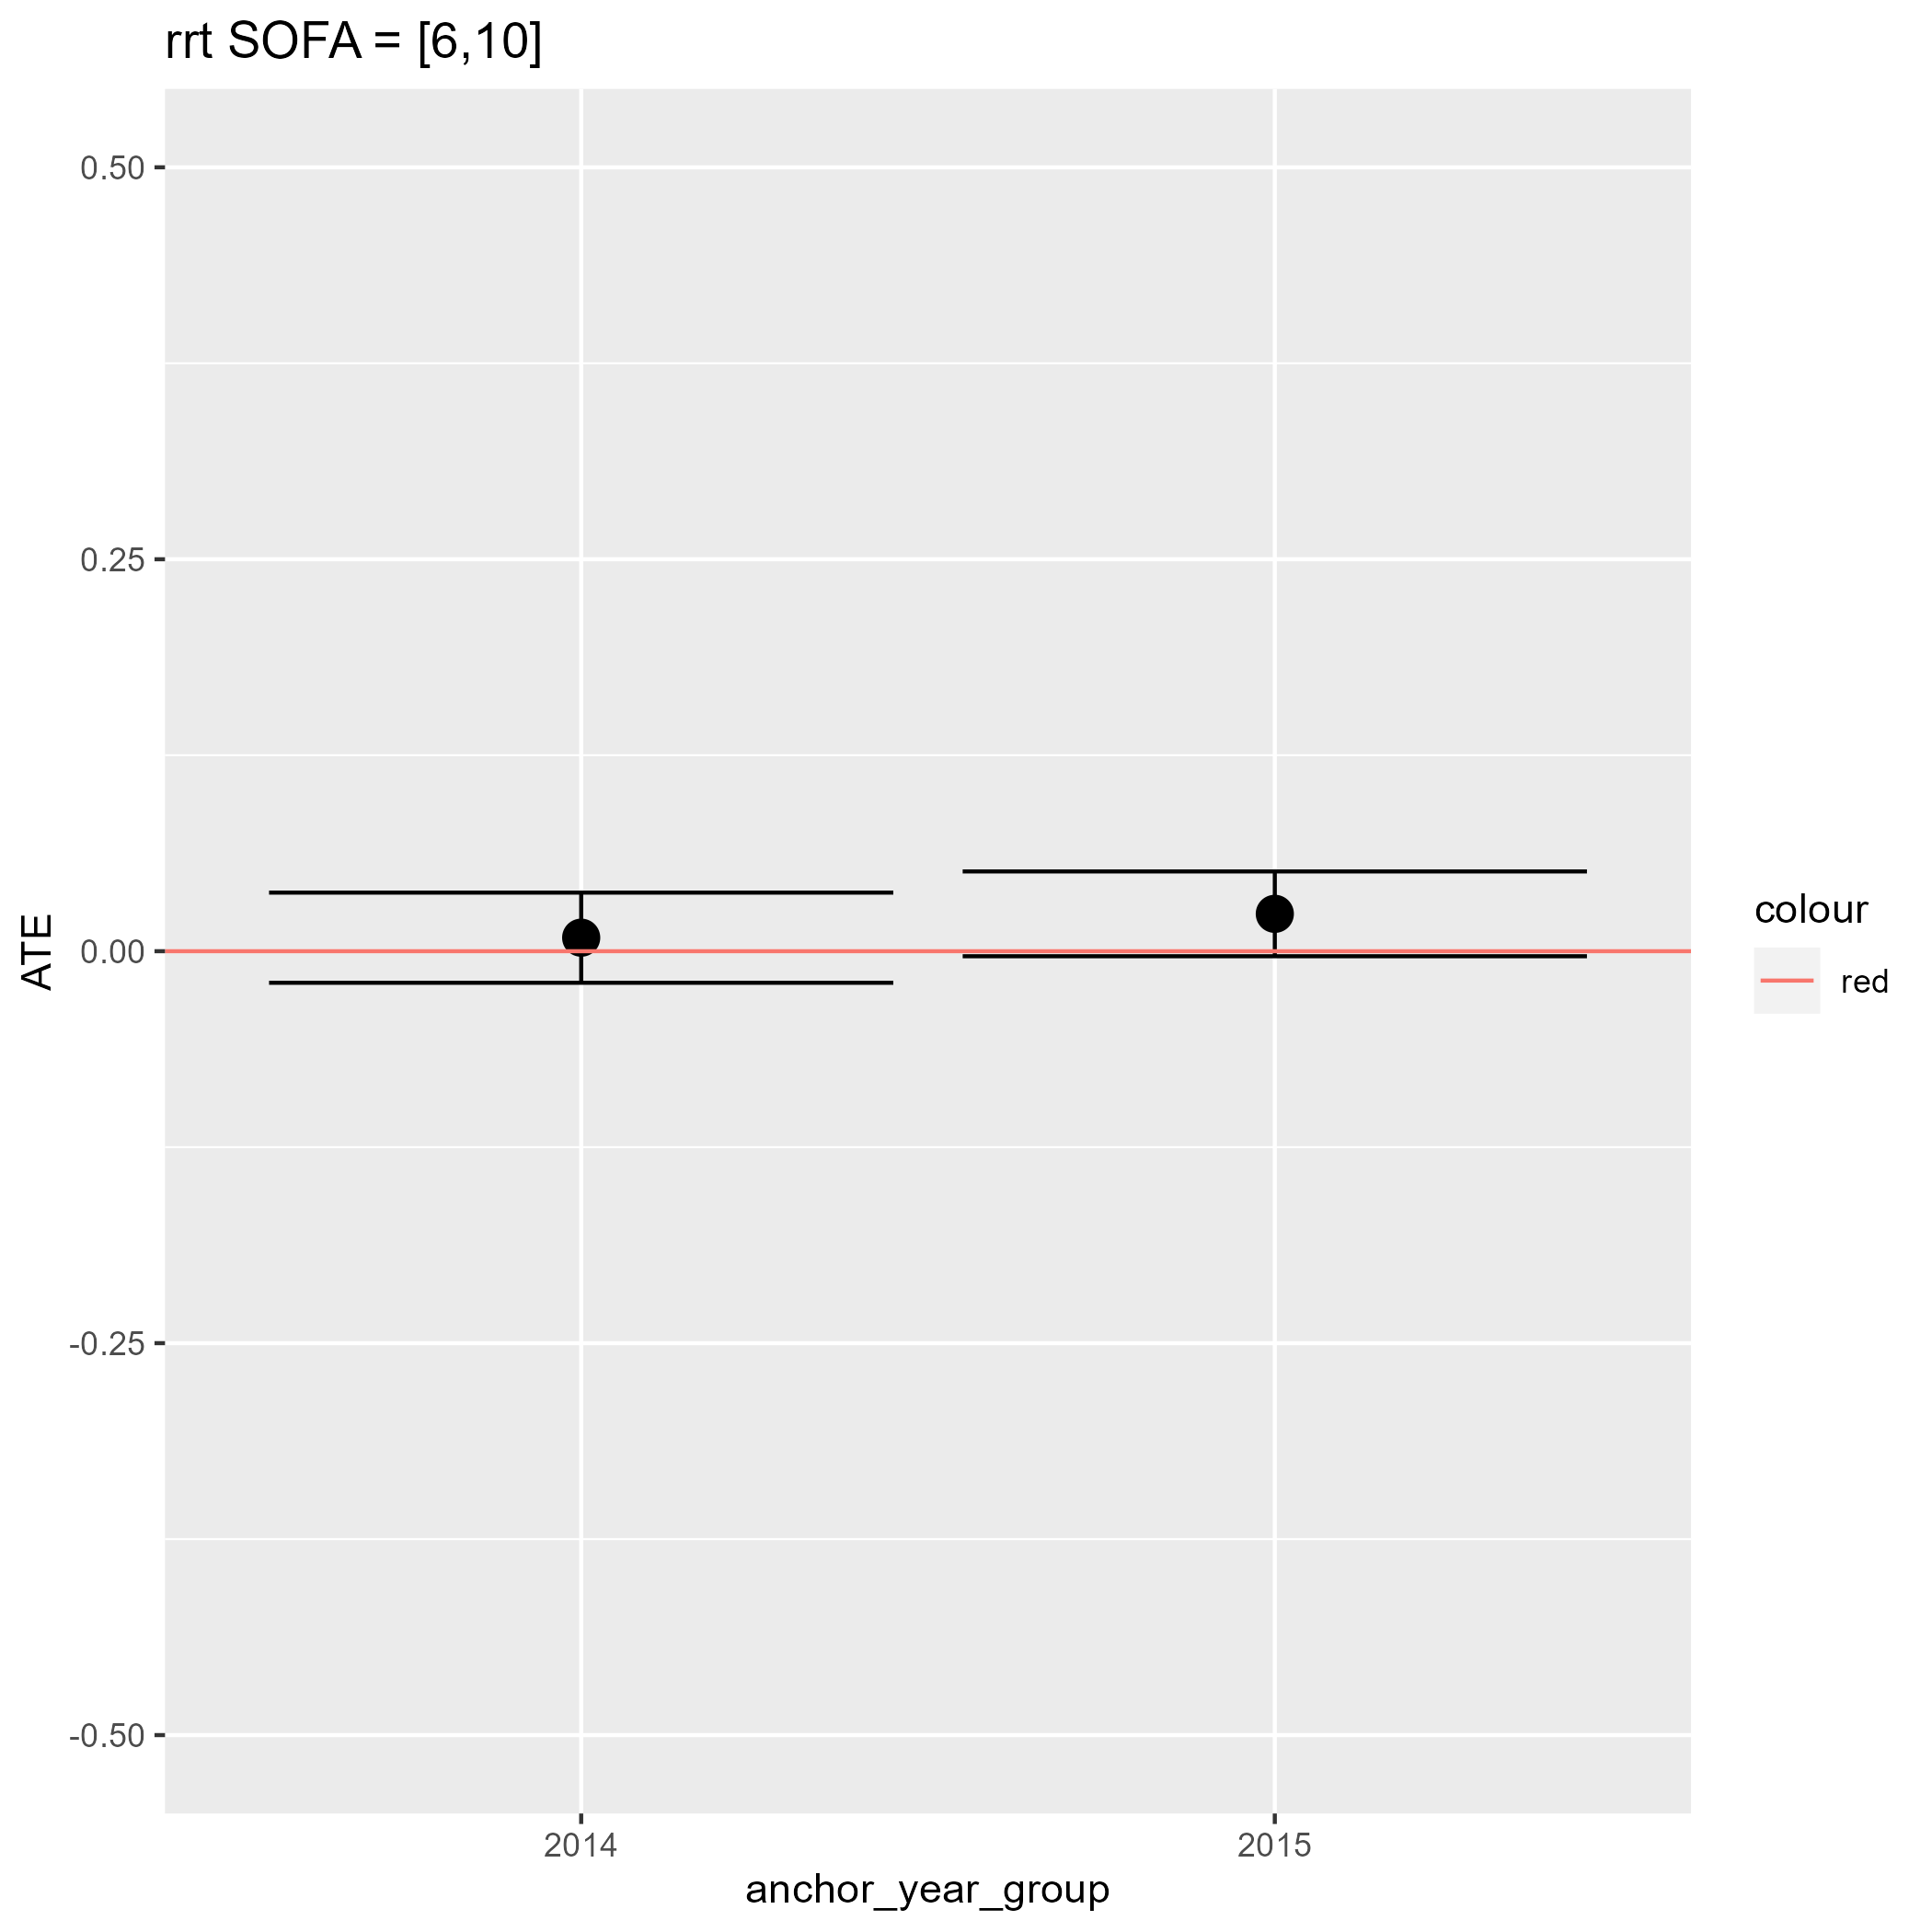 rrt SOFA = [6,10]
0.50
0.25
0.00
-0.25
-0.50
ATE
2014
2015
anchor_year_group
colour
red